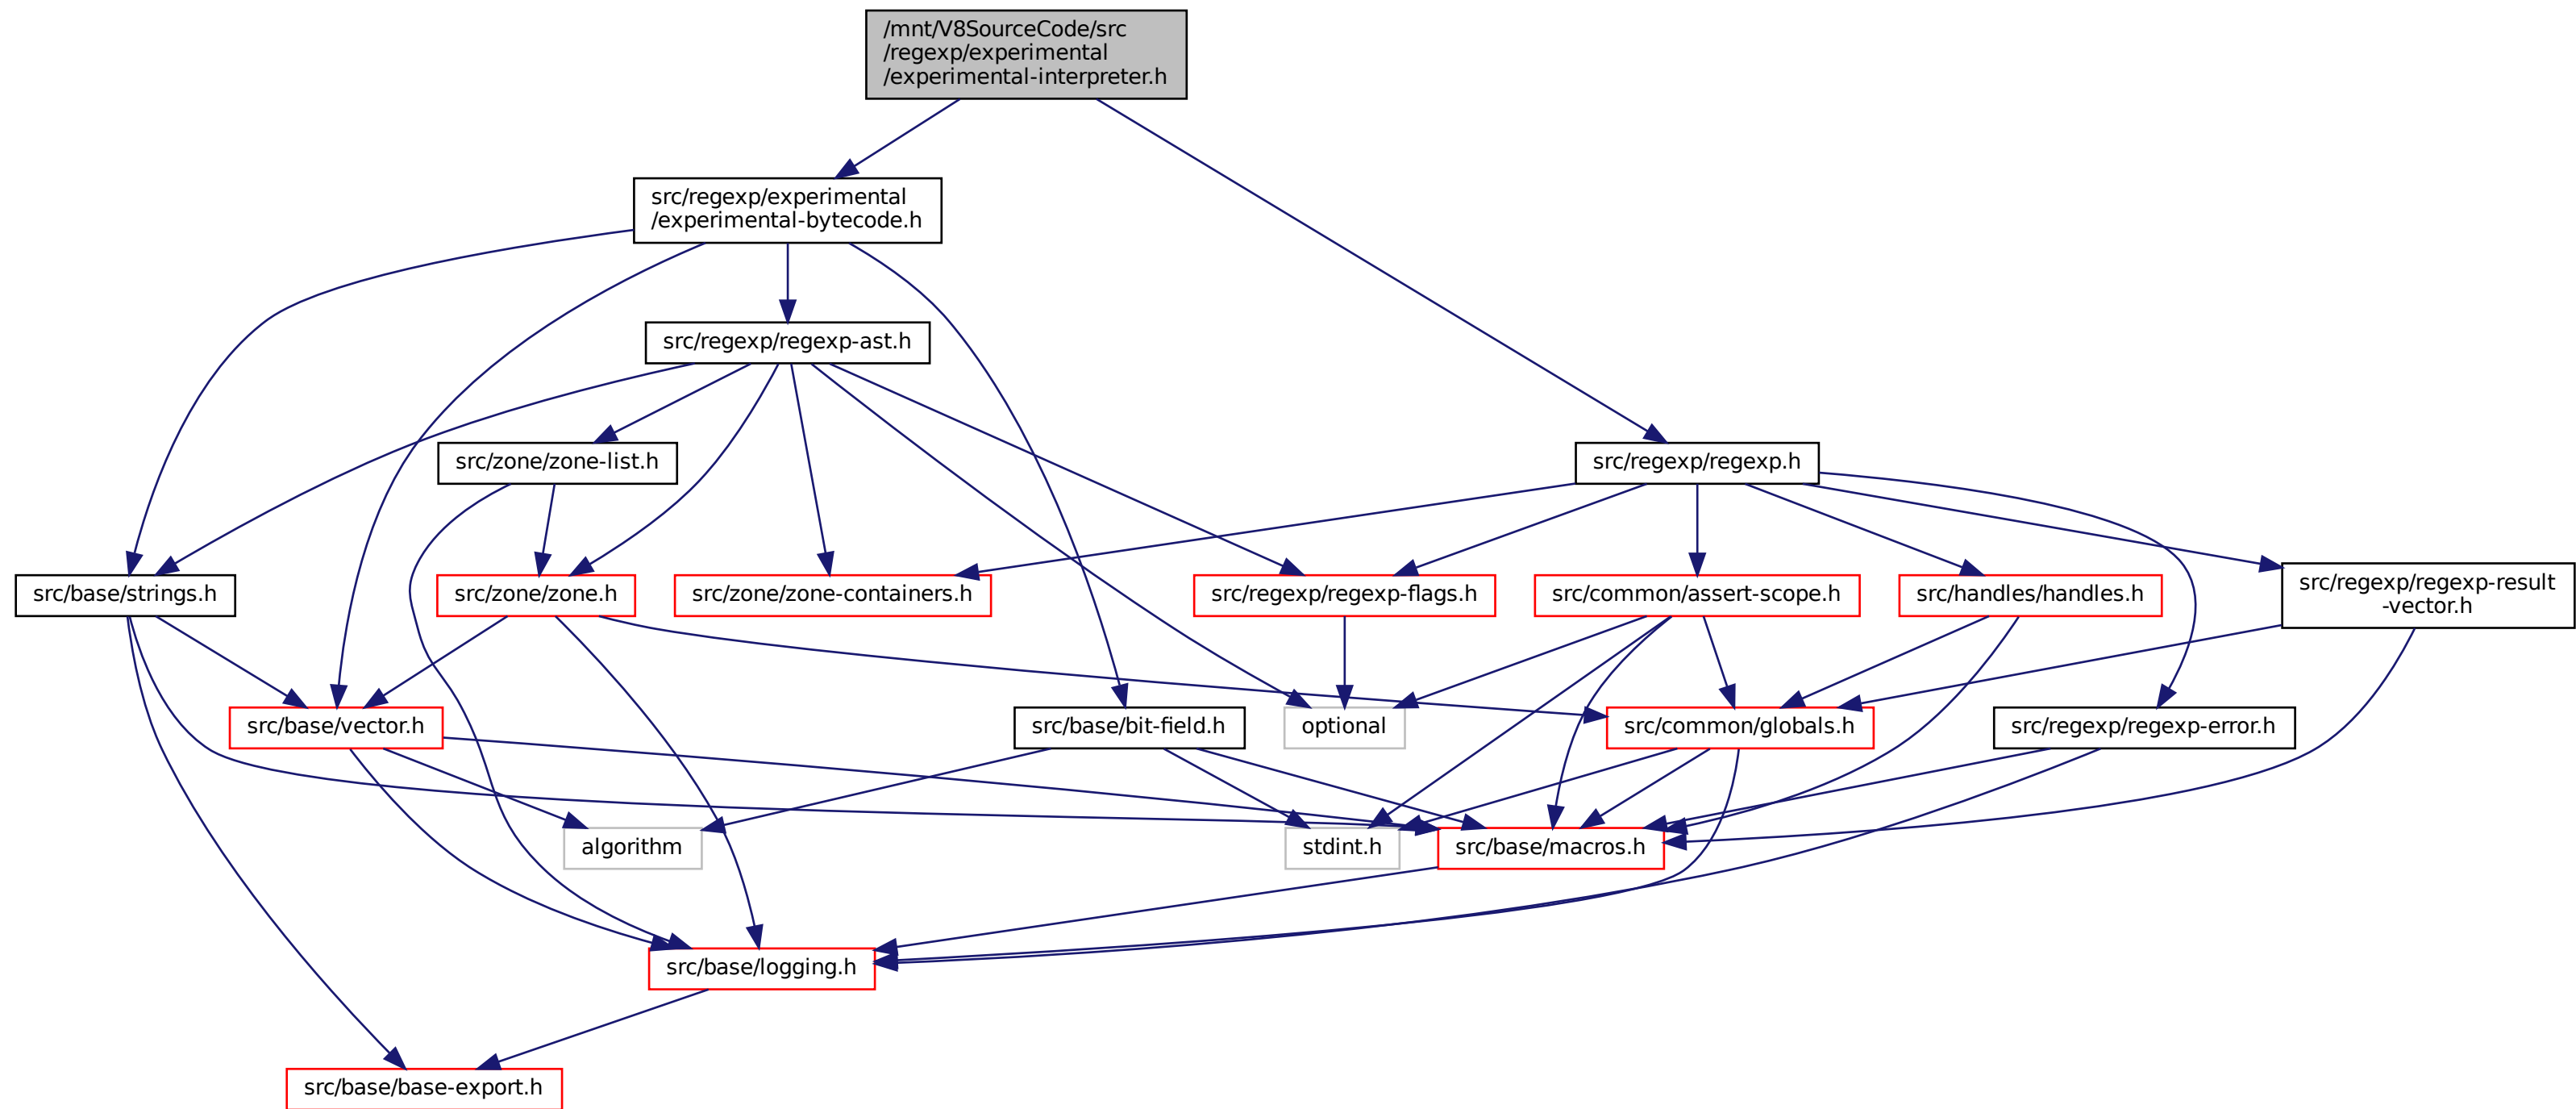 /mnt/V8SourceCode/src
/regexp/experimental
/experimental-interpreter.h
src/regexp/experimental
/experimental-bytecode.h
src/regexp/regexp-ast.h
src/zone/zone-list.h
src/regexp/regexp.h
src/base/strings.h
src/zone/zone.h
src/zone/zone-containers.h
src/regexp/regexp-flags.h
src/common/assert-scope.h
src/handles/handles.h
src/regexp/regexp-result
-vector.h
src/base/vector.h
src/base/bit-field.h
optional
src/common/globals.h
src/regexp/regexp-error.h
algorithm
stdint.h
src/base/macros.h
src/base/logging.h
src/base/base-export.h